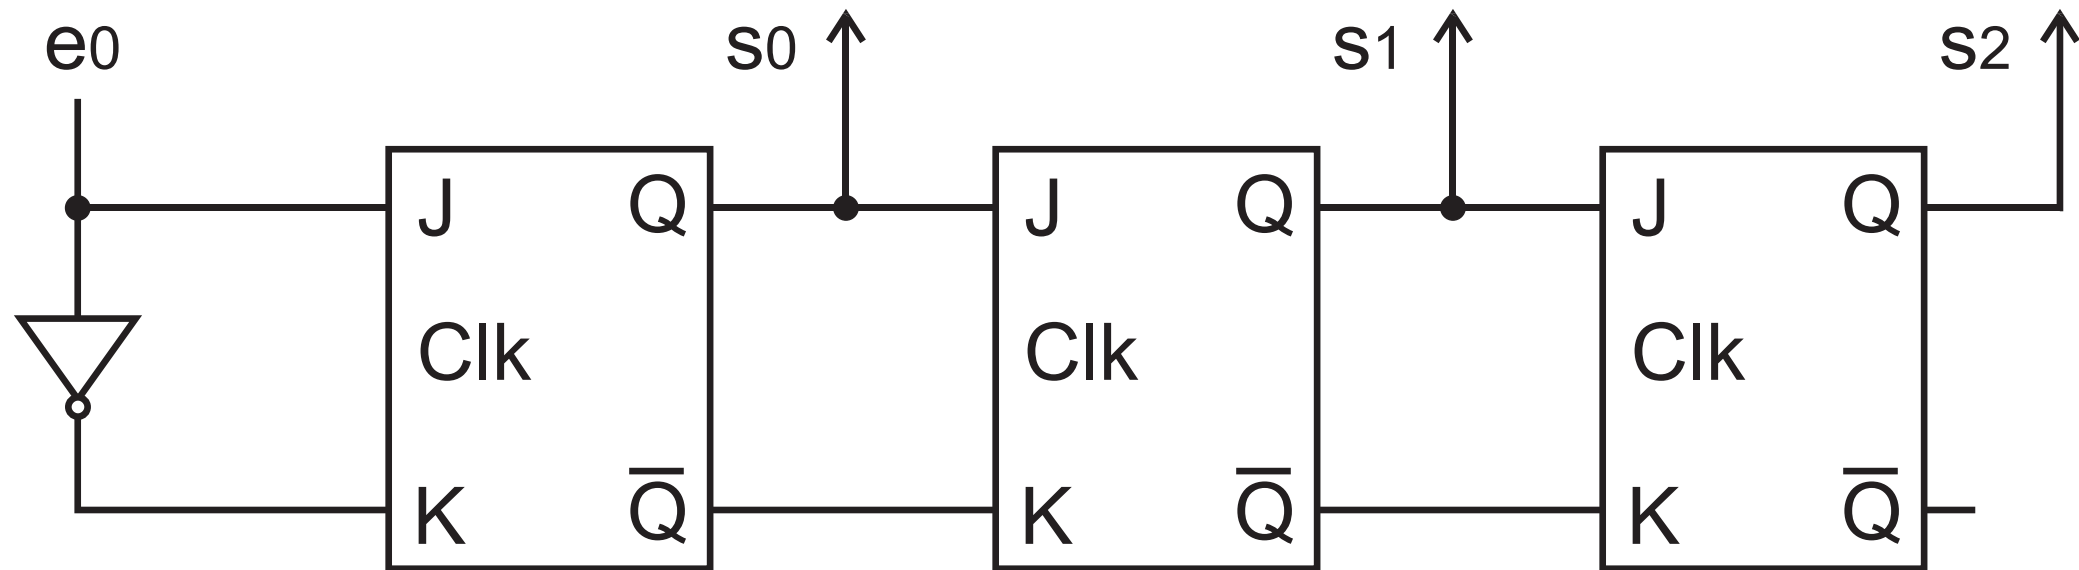 e0 s0 s1 s2
J Q J Q J Q
Clk Clk Clk
K Q̅ K Q̅ K Q̅